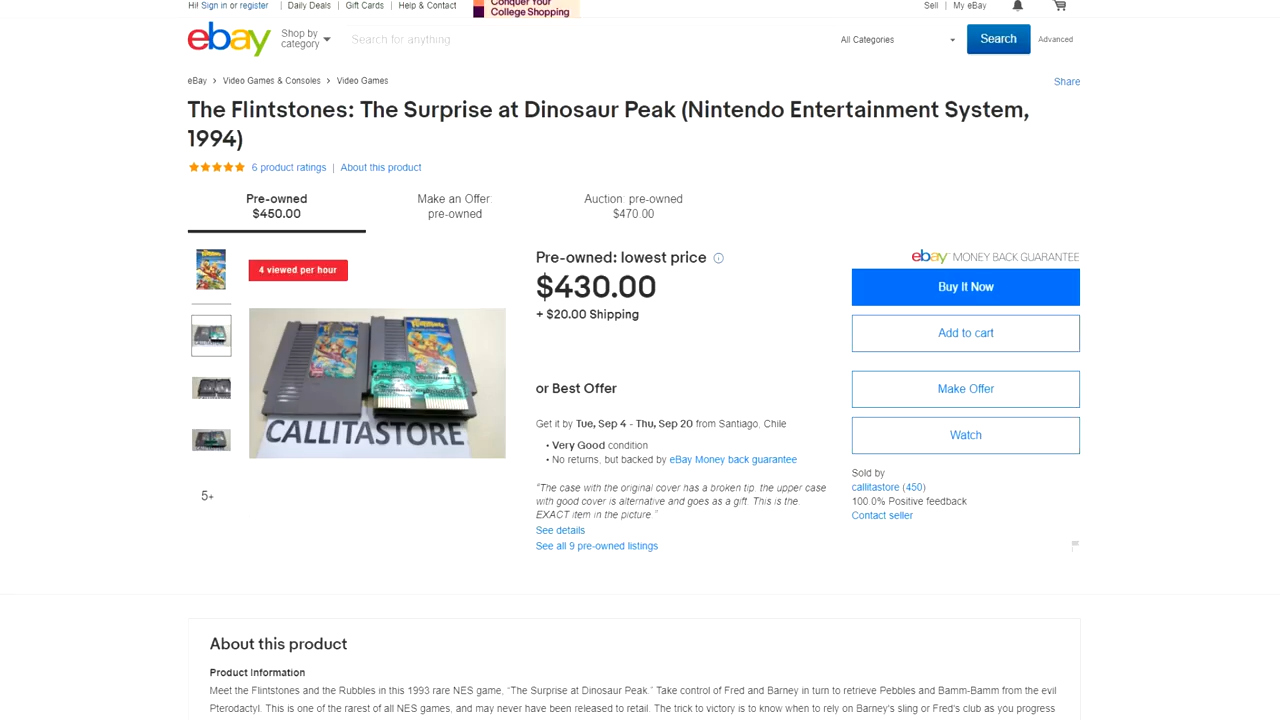 Hi! Sign in or register | Daily Deals | Gift Cards | Help & Contact
Conquer Your
College Shopping
Sell | My eBay
ebay
Shop by
category
Search for anything
All Categories
Search
Advanced
eBay > Video Games & Consoles > Video Games
Share
The Flintstones: The Surprise at Dinosaur Peak (Nintendo Entertainment System,
1994)
6 product ratings | About this product
Pre-owned
$450.00
Make an Offer:
pre-owned
Auction: pre-owned
$470.00
4 viewed per hour
CALLITASTORE
5+
Pre-owned: lowest price
$430.00
+ $20.00 Shipping
or Best Offer
Get it by Tue, Sep 4 - Thu, Sep 20 from Santiago, Chile
• Very Good condition
• No returns, but backed by eBay Money back guarantee
"The case with the original cover has a broken tip. the upper case
with good cover is alternative and goes as a gift. This is the.
EXACT item in the picture."
See details
See all 9 pre-owned listings
ebay MONEY BACK GUARANTEE
Buy It Now
Add to cart
Make Offer
Watch
Sold by
callitastore (450)
100.0% Positive feedback
Contact seller
About this product
Product Information
Meet the Flintstones and the Rubbles in this 1993 rare NES game, "The Surprise at Dinosaur Peak." Take control of Fred and Barney in turn to retrieve Pebbles and Bamm-Bamm from the evil
Pterodactyl. This is one of the rarest of all NES games, and may never have been released to retail. The trick to victory is to know when to rely on Barney's sling or Fred's club as you progress